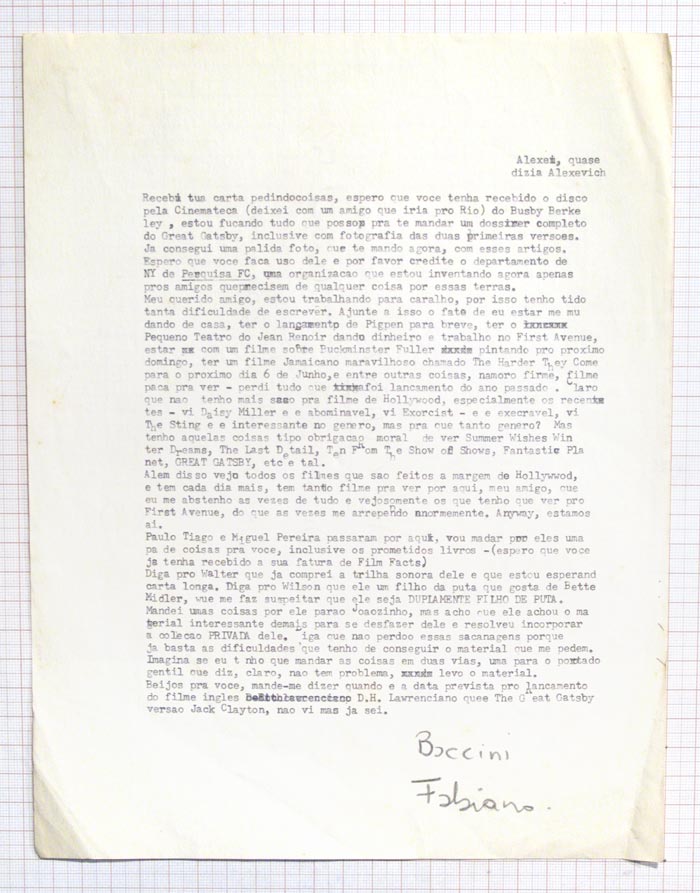 Alexei, quase
dizia Alexevich
Recebi tua carta pedindocoisas, espero que voce tenha recebido o disco
pela Cinemateca (deixei com um amigo que iria pro Rio) do Busby Berke
ley , estou fucando tudo que possop pra te mandar um dossirer completo
do Great Gatsby, inclusive com fotografia das duas primeiras versoes.
Ja consegui uma palida foto, que te mando agora, com esses artigos.
Espero que voce faca uso dele e por favor credite o departamento de
NY de Pesquisa FC, uma organizacao que estou inventando agora apenas
pros amigos queprecisem de qualquer coisa por essas terras.
Meu querido amigo, estou trabalhando para caralho, por isso tenho tido
tanta dificuldade de escrever. Ajunte a isso o fato de eu estar me mu
dando de casa, ter o lançamento de Pigpen para breve, ter o
Pequeno Teatro do Jean Renoir dando dinheiro e trabalho no First Avenue,
estar com um filme sobre Buckminster Fuller pintando pro proximo
domingo, ter um filme Jamaicano maravilhoso chamado The Harder They Come
para o proximo dia 6 de Junho,e entre outras coisas, namoro firme, filme
paca pra ver - perdi tudo que foi lancamento do ano passado . Claro
que nao tenho mais saco pra filme de Hollywood, especialmente os recen
tes - vi Daisy Miller e e abominavel, vi Exorcist - e e execravel, vi
The Sting e e interessante no genero, mas pra que tanto genero? Mas
tenho aquelas coisas tipo obrigacao moral de ver Summer Wishes Win
ter Dreams, The Last Detail, Ten From The Show of Shows, Fantastic Pla
net, GREAT GATSBY, etc e tal.
Alem disso vejo todos os filmes que sao feitos a margem de Hollywwod,
e tem cada dia mais, tem tanto filme pra ver por aqui, meu amigo, que
eu me abstenho as vezes de tudo e vejosomente os que tenho que ver pro
First Avenue, do que as vezes me arrependo anormemente. Anyway, estamos
ai.
Paulo Tiago e Miguel Pereira passaram por aqui, vou madar por eles uma
pa de coisas pra voce, inclusive os prometidos livros -(espero que voce
ja tenha recebido a sua fatura de Film Facts)
Diga pro Walter que ja comprei a trilha sonora dele e que estou esperand
carta longa. Diga pro Wilson que ele um filho da puta que gosta de Bette
Midler, wue me faz suspeitar que ele seja DUPLAMENTE FILHO DE PUTA.
Mandei umas coisas por ele parao Joaozinho, mas acho que ele achou o ma
terial interessante demais para se desfazer dele e resolveu incorporar
a colecao PRIVADA dele. Diga que nao perdoo essas sacanagens porque
ja basta as dificuldades que tenho de conseguir o material que me pedem.
Imagina se eu t nho que mandar as coisas em duas vias, uma para o portado
gentil que diz, claro, nao tem problema, levo o material.
Beijos pra voce, mande-me dizer quando e a data prevista pro lancamento
do filme ingles D.H. Lawrenciano quee The Great Gatsby
versao Jack Clayton, nao vi mas ja sei.
Boccini
Fabiano.